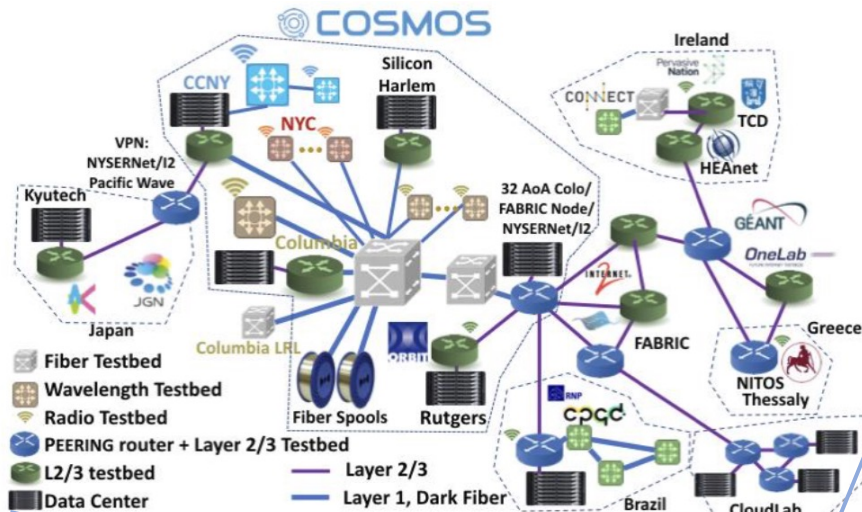 COSMOS
CCNY
Silicon
Harlem
NYC
VPN:
NYSERNet/I2
Pacific Wave
Kyutech
JGN
Japan
Columbia
Columbia LRL
32 AoA Colo/
FABRIC Node/
NYSERNet/I2
ORBIT
Fiber Spools
Rutgers
Ireland
Pervasive
Nation
CONNECT
TCD
HEAnet
GÉANT
OneLab
INTERNET
2
FABRIC
Greece
NITOS
Thessaly
RNP
cpqd
Brazil
CloudLab
Fiber Testbed
Wavelength Testbed
Radio Testbed
PEERING router + Layer 2/3 Testbed
L2/3 testbed
Data Center
Layer 2/3
Layer 1, Dark Fiber